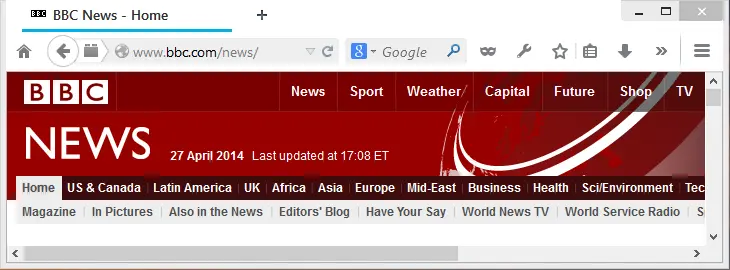 BBC News - Home
www.bbc.com/news/
Google
BBC News Sport Weather Capital Future Shop TV
NEWS 27 April 2014 Last updated at 17:08 ET
Home US & Canada Latin America UK Africa Asia Europe Mid-East Business Health Sci/Environment Tec
Magazine In Pictures Also in the News Editors' Blog Have Your Say World News TV World Service Radio S